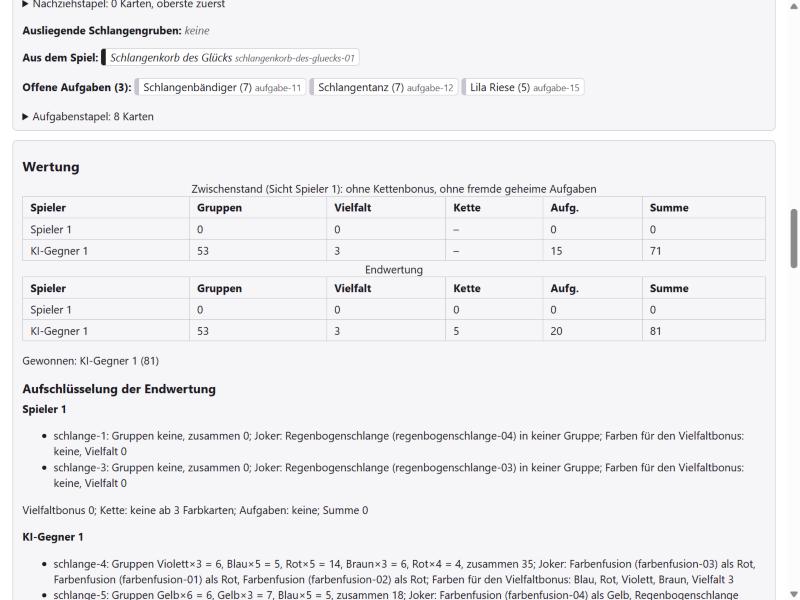 ▶ Nachziehstapel: 0 Karten, oberste zuerst
Ausliegende Schlangengruben: keine
Aus dem Spiel: Schlangenkorb des Glücks schlangenkorb-des-gluecks-01
Offene Aufgaben (3): Schlangenbändiger (7) aufgabe-11 Schlangentanz (7) aufgabe-12 Lila Riese (5) aufgabe-15
▶ Aufgabenstapel: 8 Karten
Wertung
Zwischenstand (Sicht Spieler 1): ohne Kettenbonus, ohne fremde geheime Aufgaben
Spieler Gruppen Vielfalt Kette Aufg. Summe
Spieler 1 0 0 – 0 0
KI-Gegner 1 53 3 – 15 71
Endwertung
Spieler Gruppen Vielfalt Kette Aufg. Summe
Spieler 1 0 0 0 0 0
KI-Gegner 1 53 3 5 20 81
Gewonnen: KI-Gegner 1 (81)
Aufschlüsselung der Endwertung
Spieler 1
• schlange-1: Gruppen keine, zusammen 0; Joker: Regenbogenschlange (regenbogenschlange-04) in keiner Gruppe; Farben für den Vielfaltbonus:
keine, Vielfalt 0
• schlange-3: Gruppen keine, zusammen 0; Joker: Regenbogenschlange (regenbogenschlange-03) in keiner Gruppe; Farben für den Vielfaltbonus:
keine, Vielfalt 0
Vielfaltbonus 0; Kette: keine ab 3 Farbkarten; Aufgaben: keine; Summe 0
KI-Gegner 1
• schlange-4: Gruppen Violett×3 = 6, Blau×5 = 5, Rot×5 = 14, Braun×3 = 6, Rot×4 = 4, zusammen 35; Joker: Farbenfusion (farbenfusion-03) als Rot,
Farbenfusion (farbenfusion-01) als Rot, Farbenfusion (farbenfusion-02) als Rot; Farben für den Vielfaltbonus: Blau, Rot, Violett, Braun, Vielfalt 3
• schlange-5: Gruppen Gelb×6 = 6, Gelb×3 = 7, Blau×5 = 5, zusammen 18; Joker: Farbenfusion (farbenfusion-04) als Gelb, Regenbogenschlange